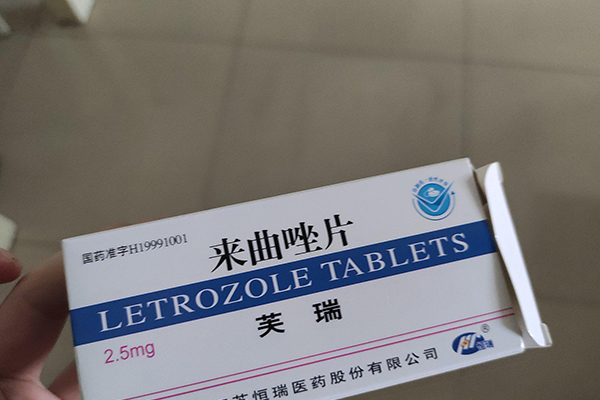 国药准字H19991001
来曲唑片
LETROZOLE TABLETS
芙 瑞
2.5mg
恒瑞医药股份有限公司